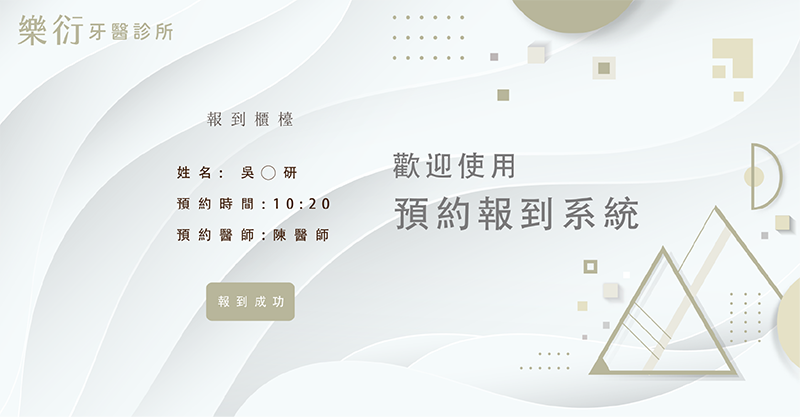 樂衍牙醫診所
報到櫃檯
姓名: 吳◯研
預約時間:10:20
預約醫師:陳醫師
報到成功
歡迎使用
預約報到系統